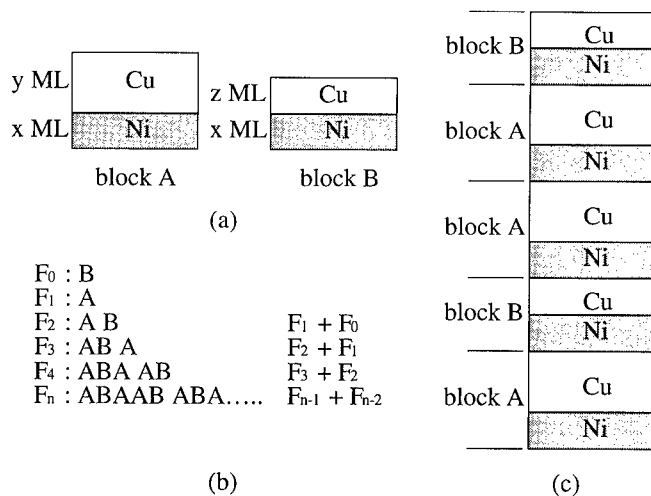 y ML
Cu
x ML
Ni
block A
z ML
Cu
x ML
Ni
block B
(a)
F0 : B
F1 : A
F2 : A B F1 + F0
F3 : AB A F2 + F1
F4 : ABA AB F3 + F2
Fn : ABAAB ABA..... Fn-1 + Fn-2
(b)
block B
Cu
Ni
block A
Cu
Ni
block A
Cu
Ni
block B
Cu
Ni
block A
Cu
Ni
(c)